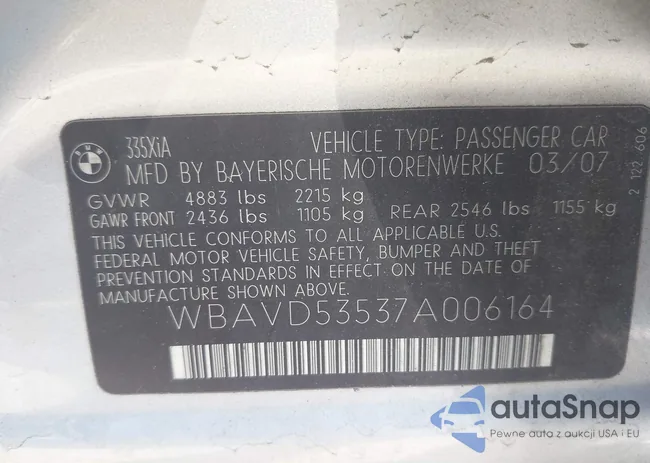 BMW
335XiA VEHICLE TYPE: PASSENGER CAR
MFD BY BAYERISCHE MOTORENWERKE 03/07
GVWR 4883 lbs 2215 kg
GAWR FRONT 2436 lbs 1105 kg REAR 2546 lbs 1155 kg
THIS VEHICLE CONFORMS TO ALL APPLICABLE U.S.
FEDERAL MOTOR VEHICLE SAFETY, BUMPER AND THEFT
PREVENTION STANDARDS IN EFFECT ON THE DATE OF
MANUFACTURE SHOWN ABOVE.
WBAVD53537A006164
2 122 606
autaSnap
Pewne auta z aukcji USA i EU